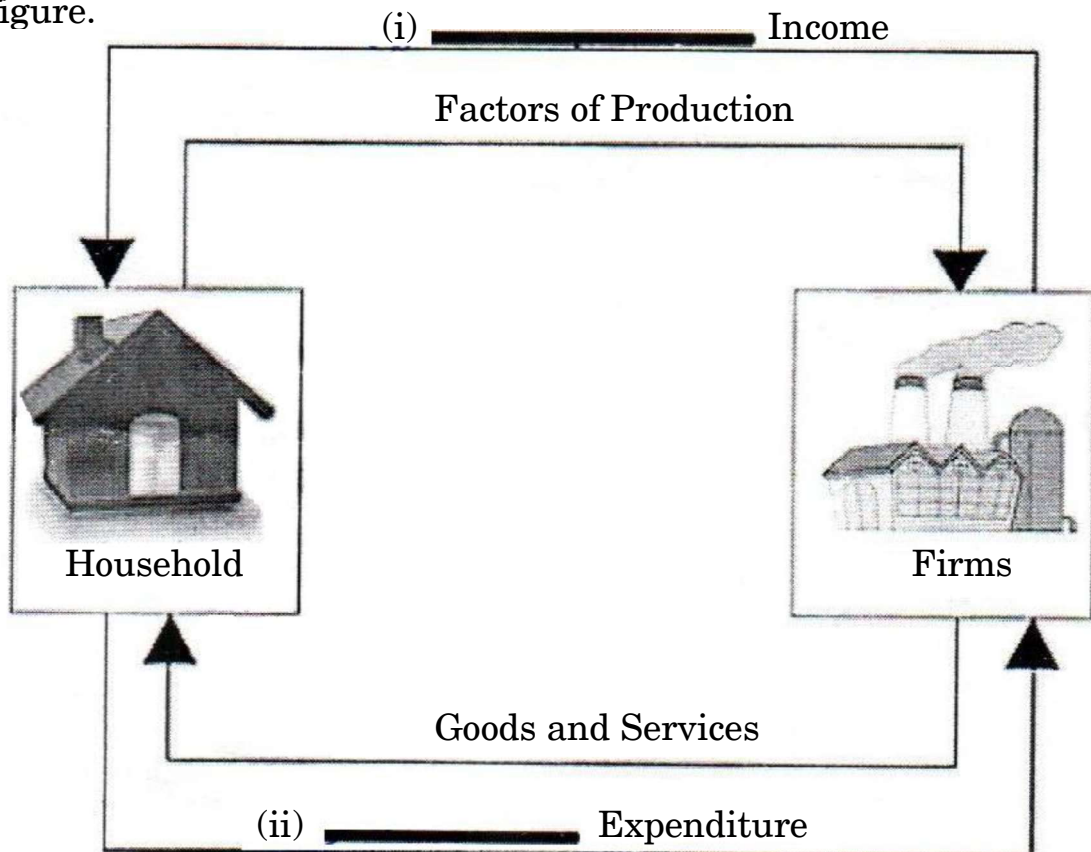 igure.
(i) Income
Factors of Production
Household
Firms
Goods and Services
(ii) Expenditure